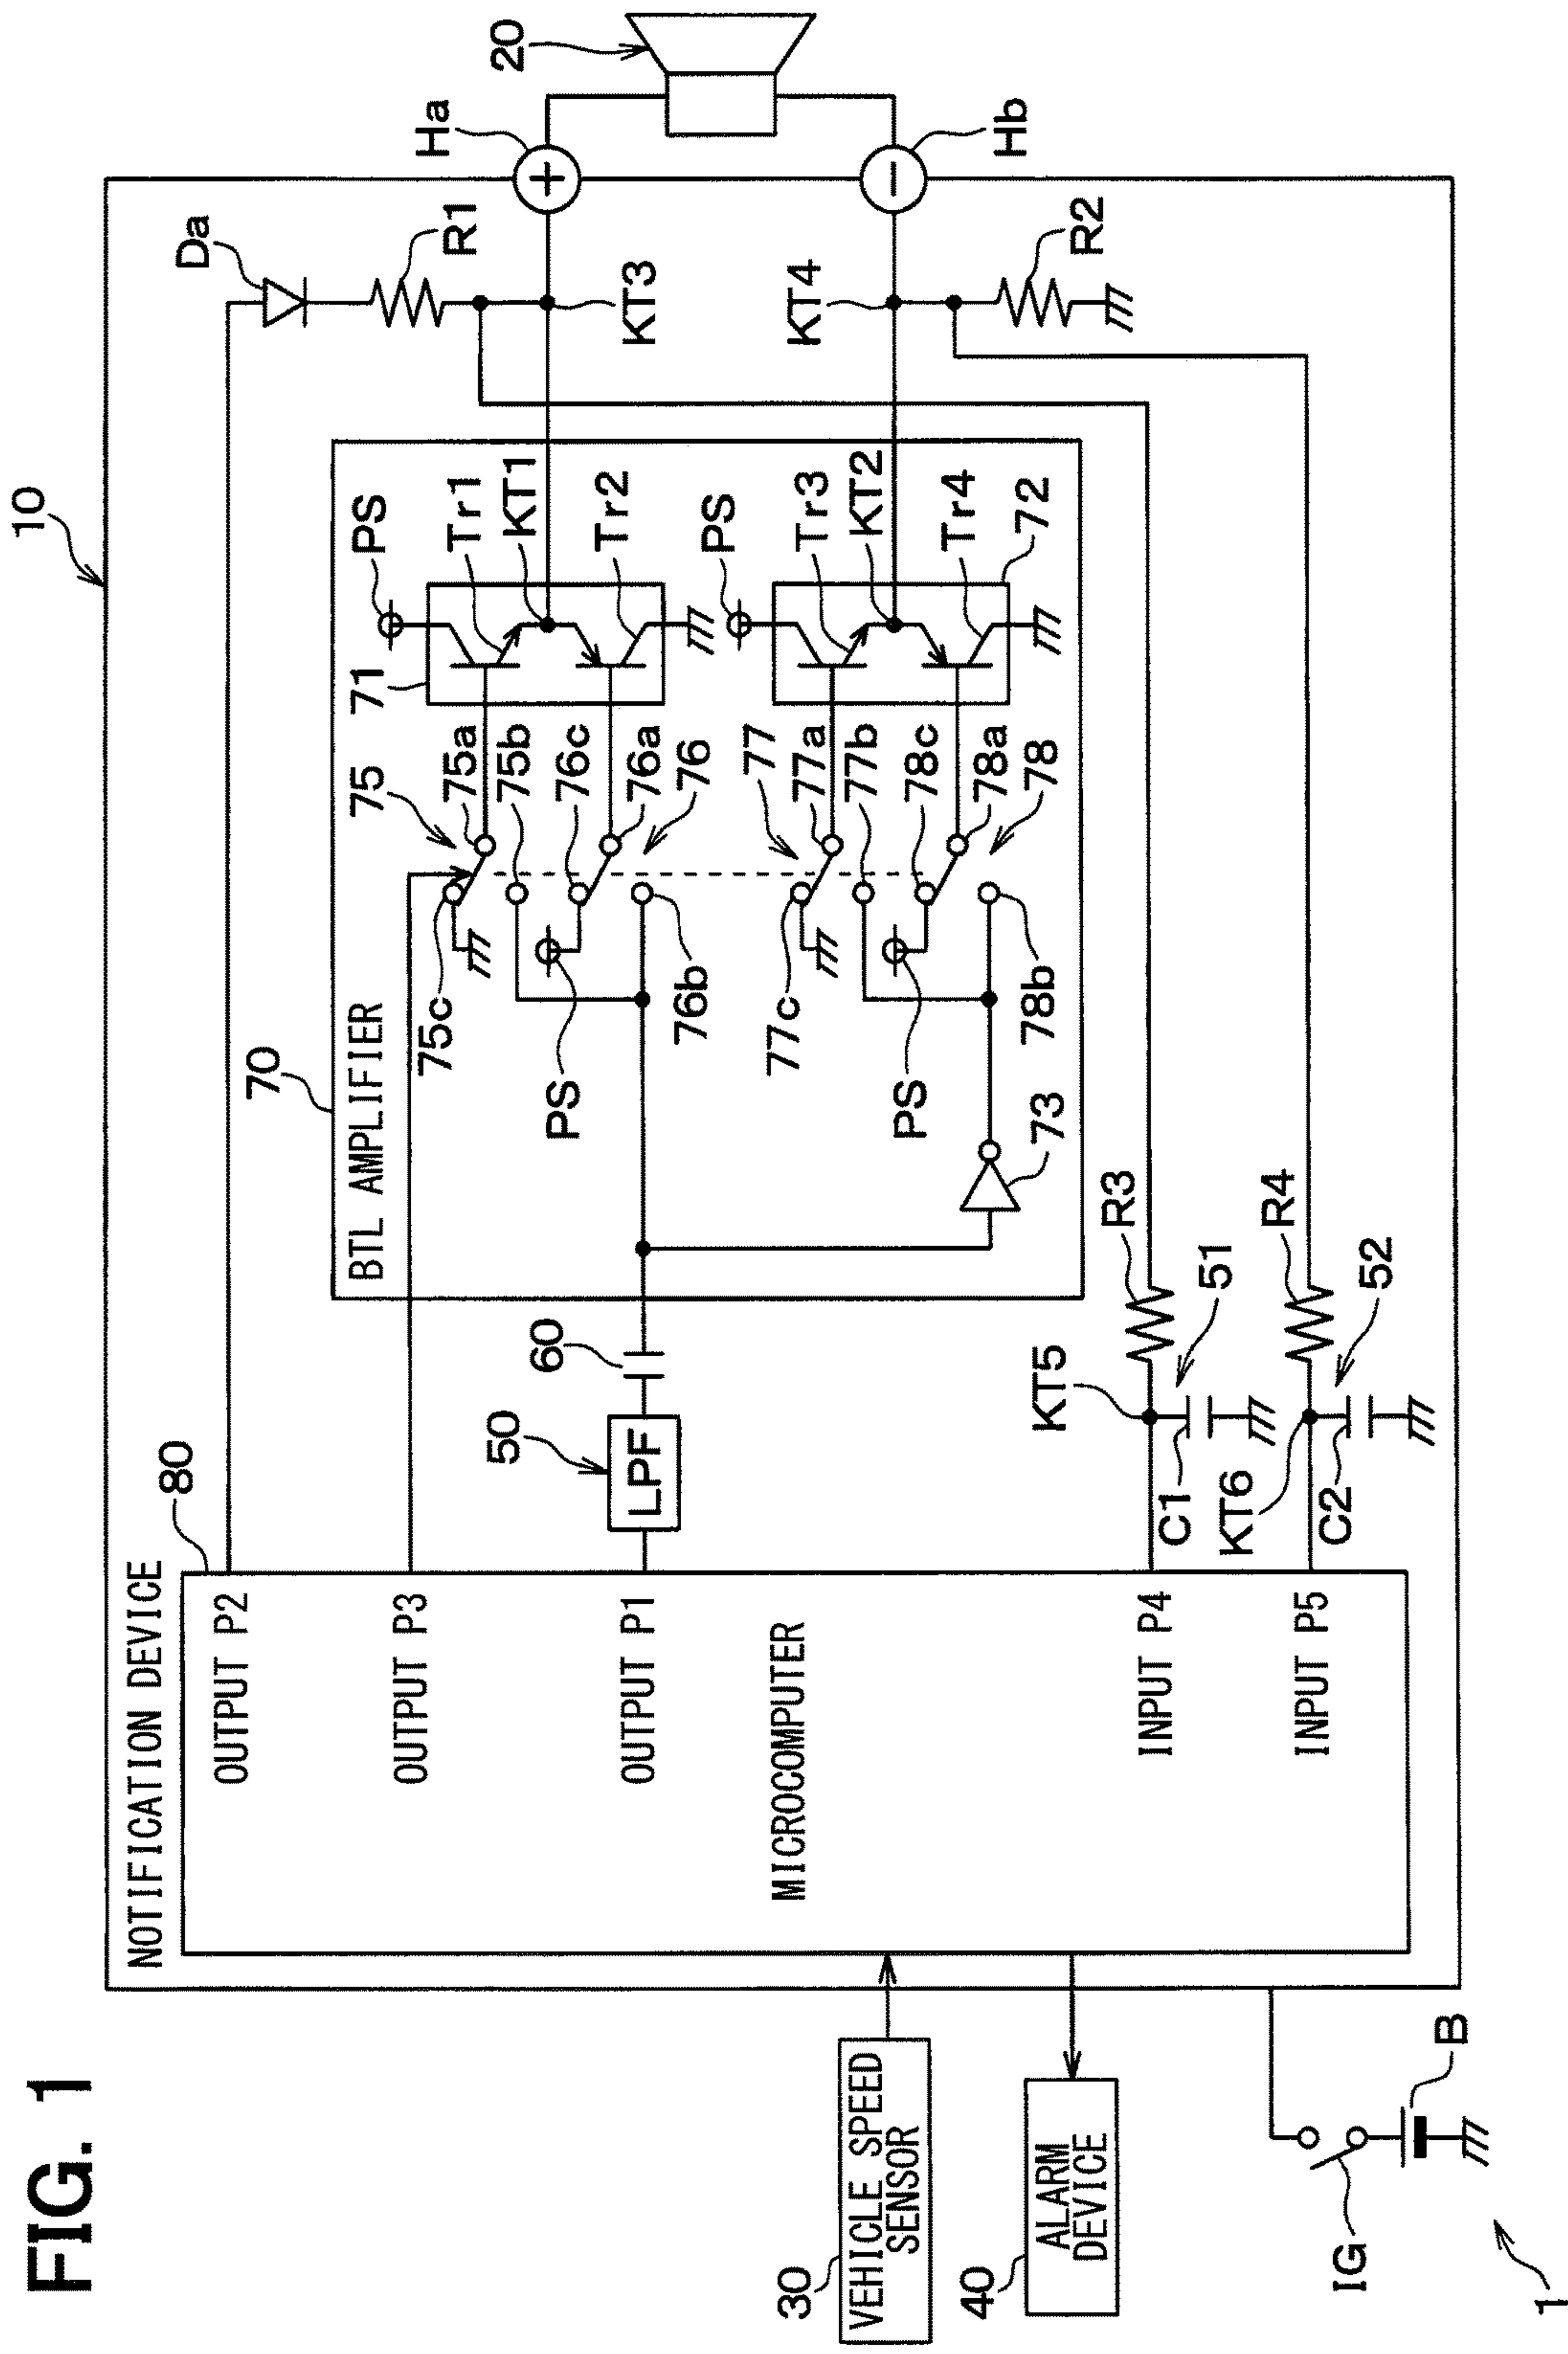 FIG. 1
10
NOTIFICATION DEVICE
80
OUTPUT P2
OUTPUT P3
OUTPUT P1
MICROCOMPUTER
INPUT P4
INPUT P5
50
LPF
60
70
BTL AMPLIFIER
75c
75
75a
75b
PS
76c
76a
76
76b
71
PS
Tr1
KT1
Tr2
77c
77
77a
77b
PS
78c
78a
78
78b
73
PS
Tr3
KT2
Tr4
72
Da
R1
KT3
Ha
20
KT4
Hb
R2
KT5
R3
51
C1
KT6
R4
52
C2
30
VEHICLE SPEED
SENSOR
40
ALARM
DEVICE
IG
B
1